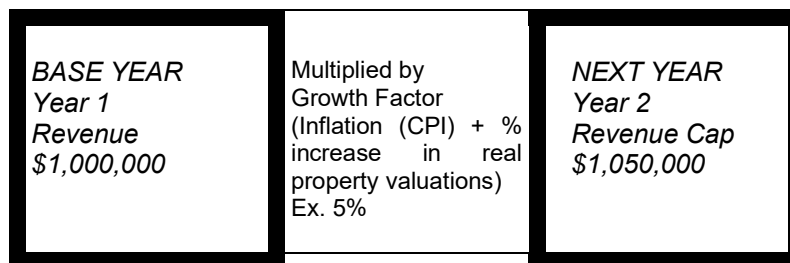 BASE YEAR
Year 1
Revenue
$1,000,000
Multiplied by
Growth Factor
(Inflation (CPI) + %
increase in real
property valuations)
Ex. 5%
NEXT YEAR
Year 2
Revenue Cap
$1,050,000